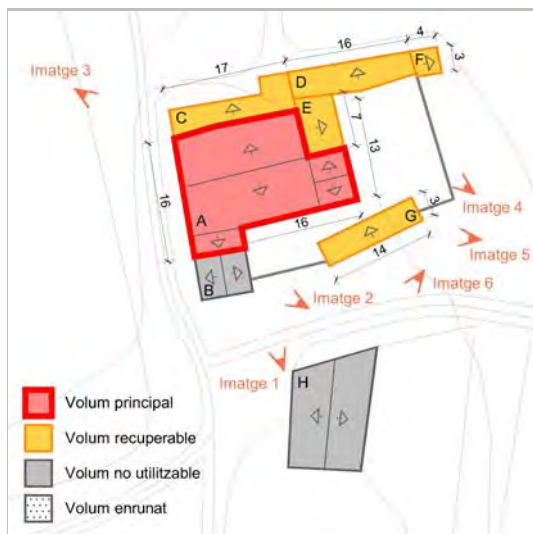 4
16
F
3
17
D
Imatge 3
E
C
7
13
16
A
3
Imatge 4
G
16
Imatge 5
14
B
Imatge 6
Imatge 2
H
Imatge 1
Volum principal
Volum recuperable
Volum no utilitzable
Volum enrunat